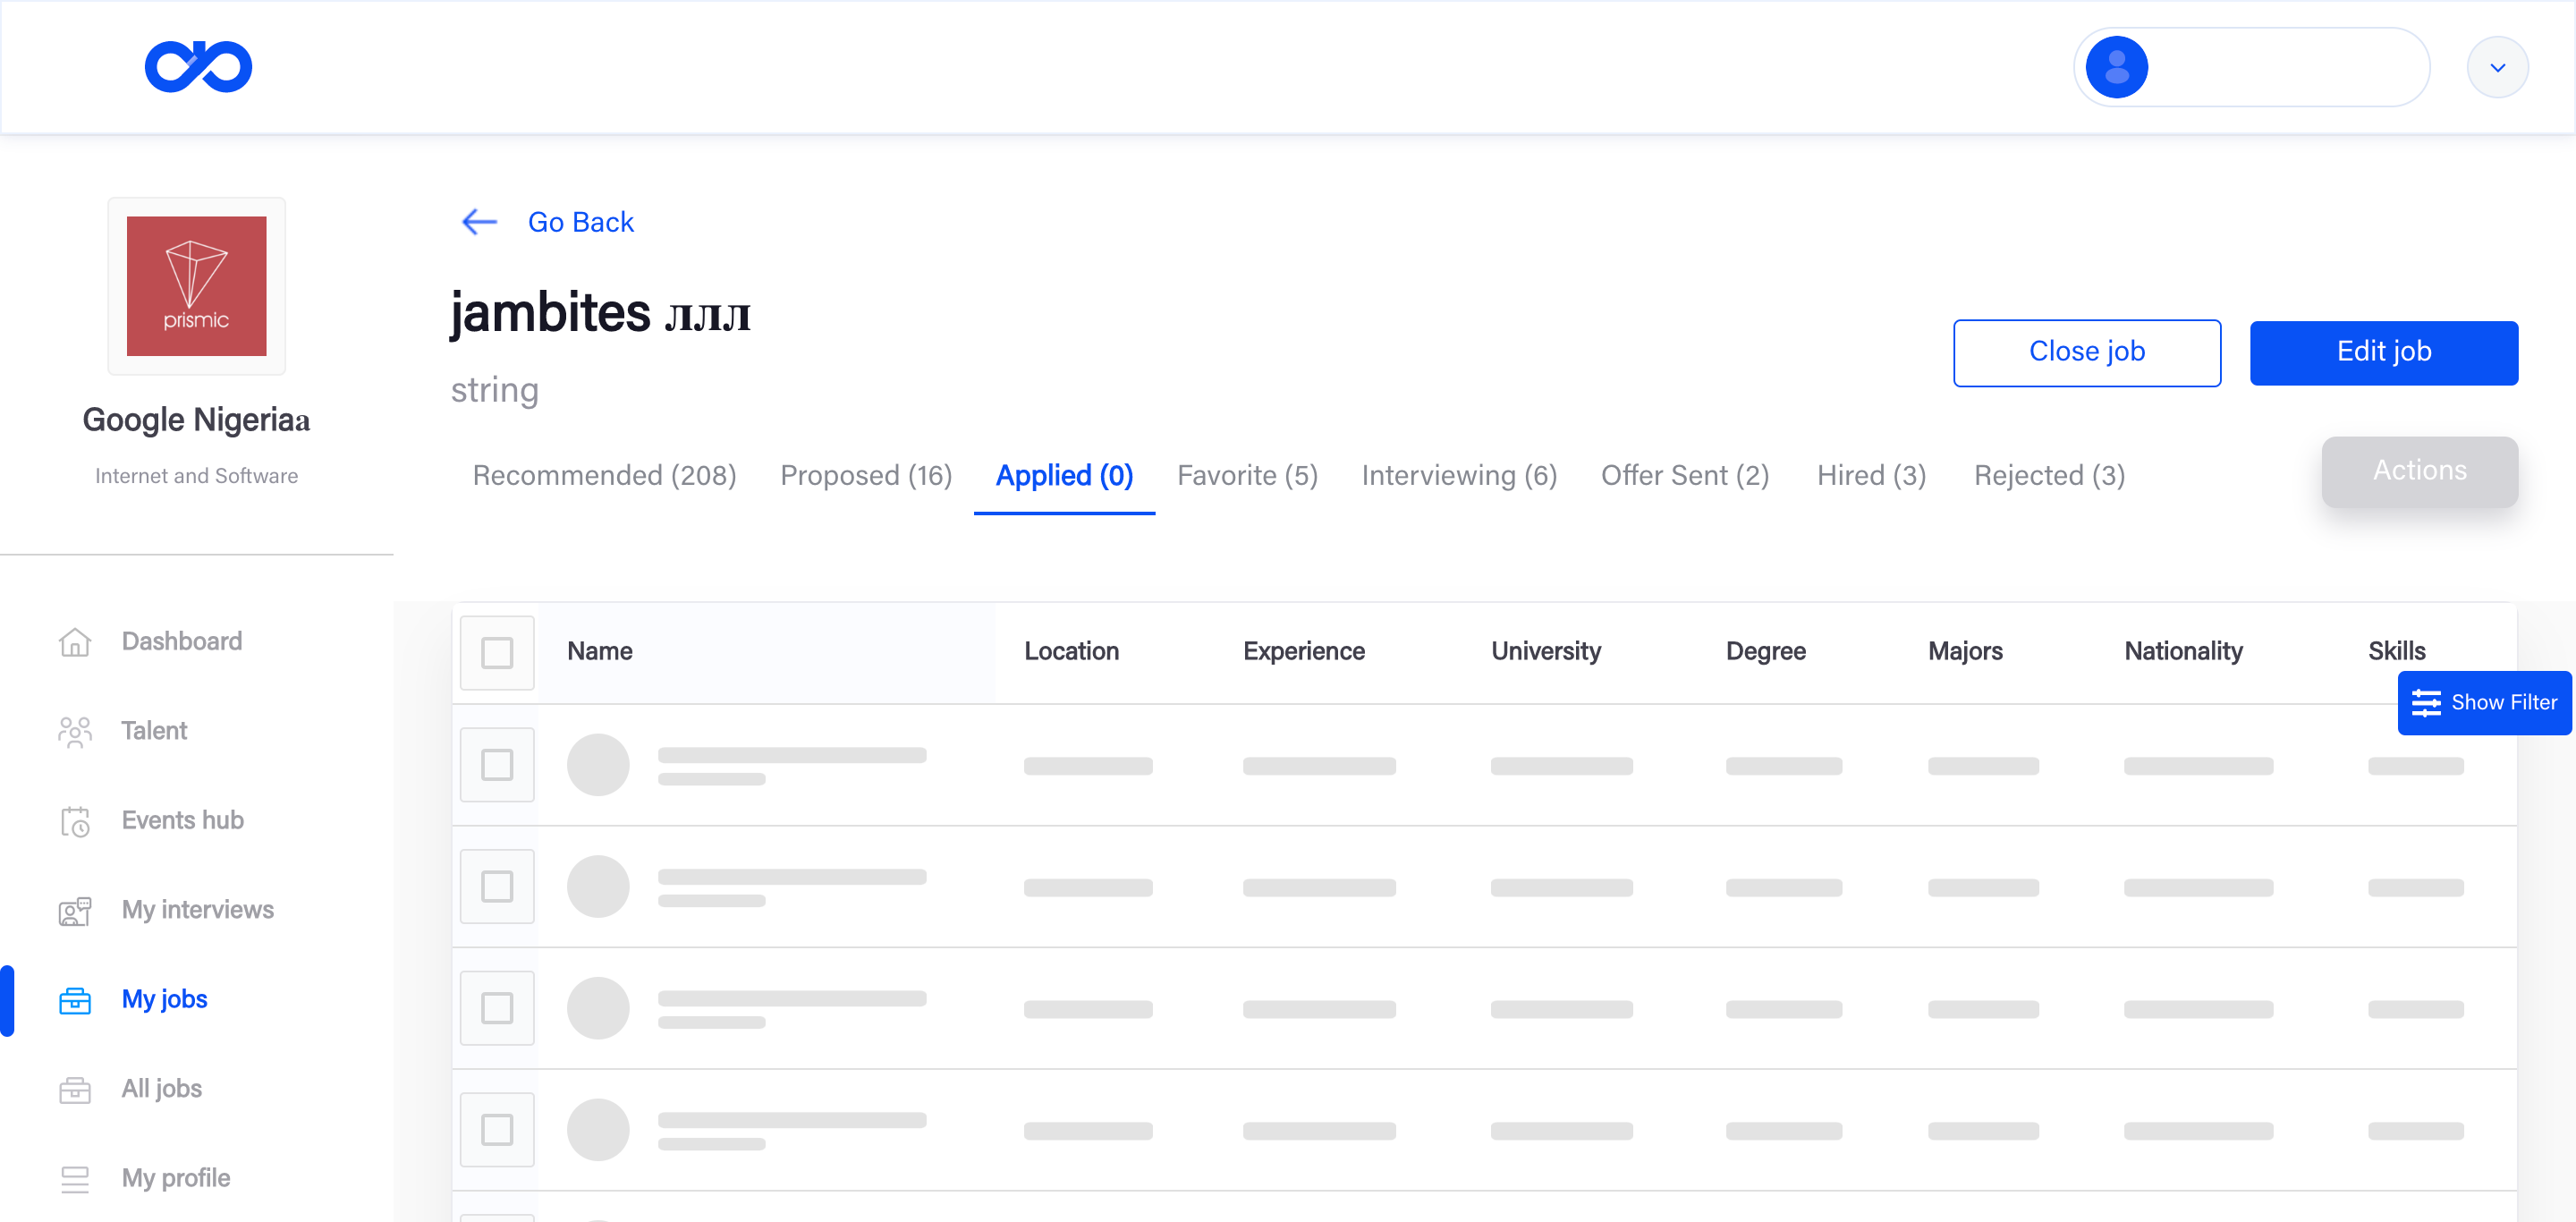 Go Back
prismic
jambites ллл
Close job
Edit job
string
Google Nigeriaа
Internet and Software
Recommended (208)
Proposed (16)
Applied (0)
Favorite (5)
Interviewing (6)
Offer Sent (2)
Hired (3)
Rejected (3)
Actions
Name
Location
Experience
University
Degree
Majors
Nationality
Skills
Show Filter
Dashboard
Talent
Events hub
My interviews
My jobs
All jobs
My profile